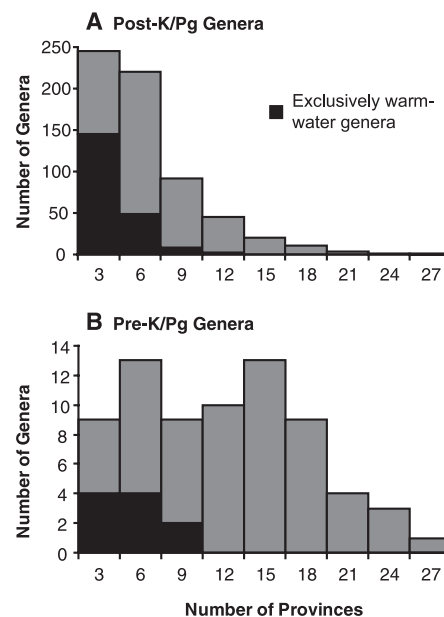 A Post-K/Pg Genera
250
200
150
100
50
0
Number of Genera
Exclusively warm-
water genera
3 6 9 12 15 18 21 24 27
B Pre-K/Pg Genera
14
12
10
8
6
4
2
0
Number of Genera
3 6 9 12 15 18 21 24 27
Number of Provinces